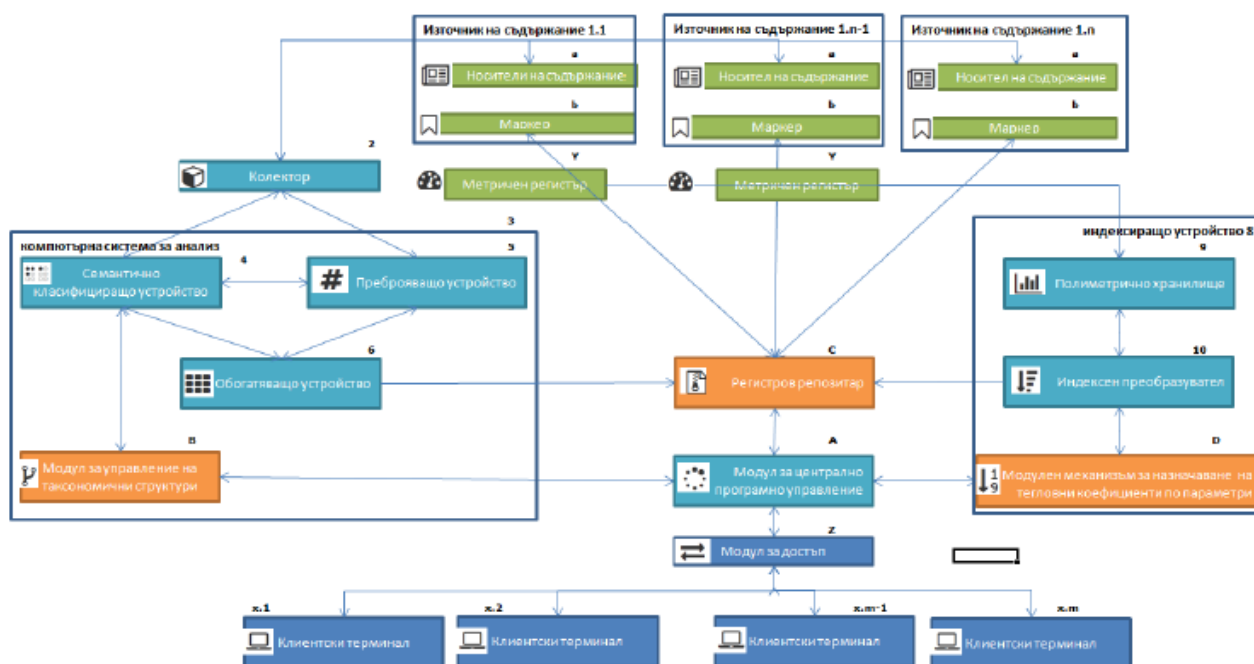 Източник на съдържание 1.1
Източник на съдържание 1.n-1
Източник на съдържание 1.n
a
a
a
Носители на съдържание
Носител на съдържание
Носител на съдържание
b
b
b
Маркер
Маркер
Маркер
2
Колектор
Y
Y
Метричен регистър
Метричен регистър
3
компютърна система за анализ
5
индексиращо устройство 8
9
4
Семантично
класифициращо устройство
#
Преброяващо устройство
Полиметрично хранилище
6
C
10
Обогатяващо устройство
Регистров репозитар
Индексен преобразувател
B
A
D
Модул за управление на
таксономични структури
Модул за централно
програмно управление
1
9
Модулен механизъм за назначаване на
тегловни коефициенти по параметри
Z
Модул за достъп
x.1
x.2
x.m-1
x.m
Клиентски терминал
Клиентски терминал
Клиентски терминал
Клиентски терминал